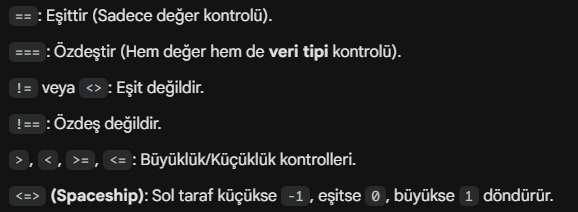 ==: Eşittir (Sadece değer kontrolü).
===: Özdeştir (Hem değer hem de veri tipi kontrolü).
!= veya <>: Eşit değildir.
!==: Özdeş değildir.
>, <, >=, <=: Büyüklük/Küçüklük kontrolleri.
<=> (Spaceship): Sol taraf küçükse -1, eşitse 0, büyükse 1 döndürür.